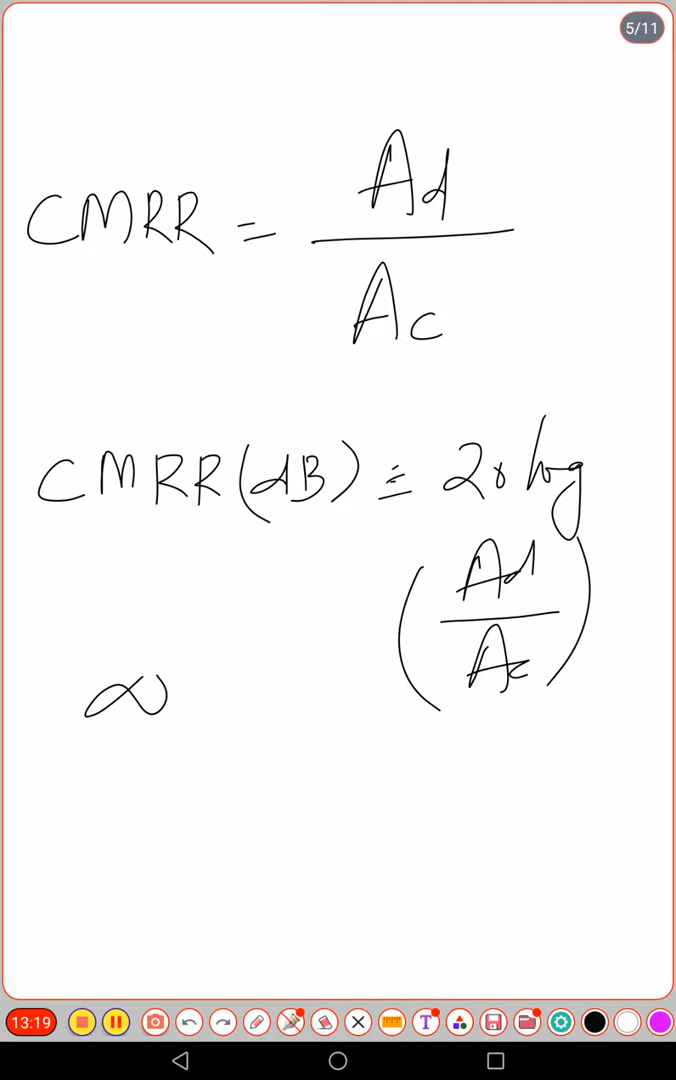 5/11
CMRR = Ad / Ac
CMRR(dB) = 20 log
(Ad / Ac)
∞
13:19
T